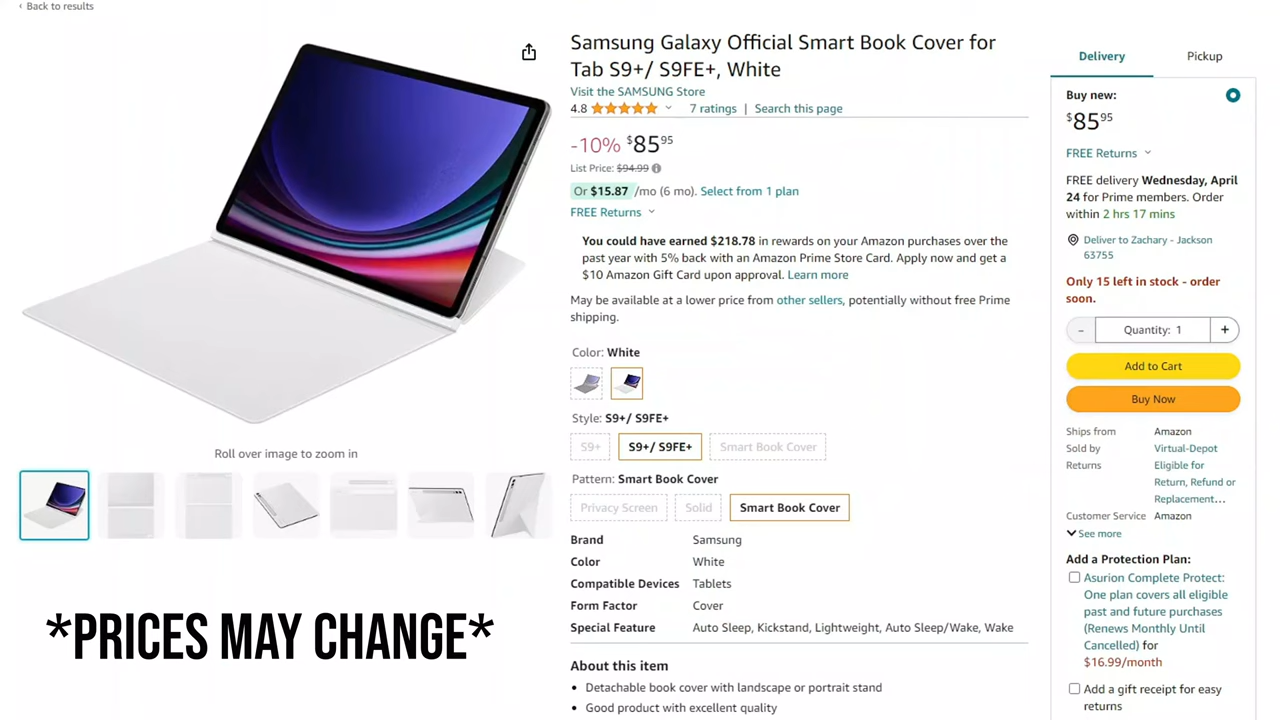 ‹ Back to results
Samsung Galaxy Official Smart Book Cover for
Tab S9+/ S9FE+, White
Visit the SAMSUNG Store
4.8 7 ratings | Search this page
-10% $85 95
List Price: $94.99
Or $15.87 /mo (6 mo). Select from 1 plan
FREE Returns
You could have earned $218.78 in rewards on your Amazon purchases over the
past year with 5% back with an Amazon Prime Store Card. Apply now and get a
$10 Amazon Gift Card upon approval. Learn more
May be available at a lower price from other sellers, potentially without free Prime
shipping.
Color: White
Style: S9+/ S9FE+
S9+ S9+/ S9FE+ Smart Book Cover
Pattern: Smart Book Cover
Privacy Screen Solid Smart Book Cover
Brand Samsung
Color White
Compatible Devices Tablets
Form Factor Cover
Special Feature Auto Sleep, Kickstand, Lightweight, Auto Sleep/Wake, Wake
About this item
• Detachable book cover with landscape or portrait stand
• Good product with excellent quality
Roll over image to zoom in
*PRICES MAY CHANGE*
Delivery Pickup
Buy new:
$85 95
FREE Returns
FREE delivery Wednesday, April
24 for Prime members. Order
within 2 hrs 17 mins
Deliver to Zachary - Jackson
63755
Only 15 left in stock - order
soon.
- Quantity: 1 +
Add to Cart
Buy Now
Ships from Amazon
Sold by Virtual-Depot
Returns Eligible for
Return, Refund or
Replacement...
Customer Service Amazon
See more
Add a Protection Plan:
Asurion Complete Protect:
One plan covers all eligible
past and future purchases
(Renews Monthly Until
Cancelled) for
$16.99/month
Add a gift receipt for easy
returns